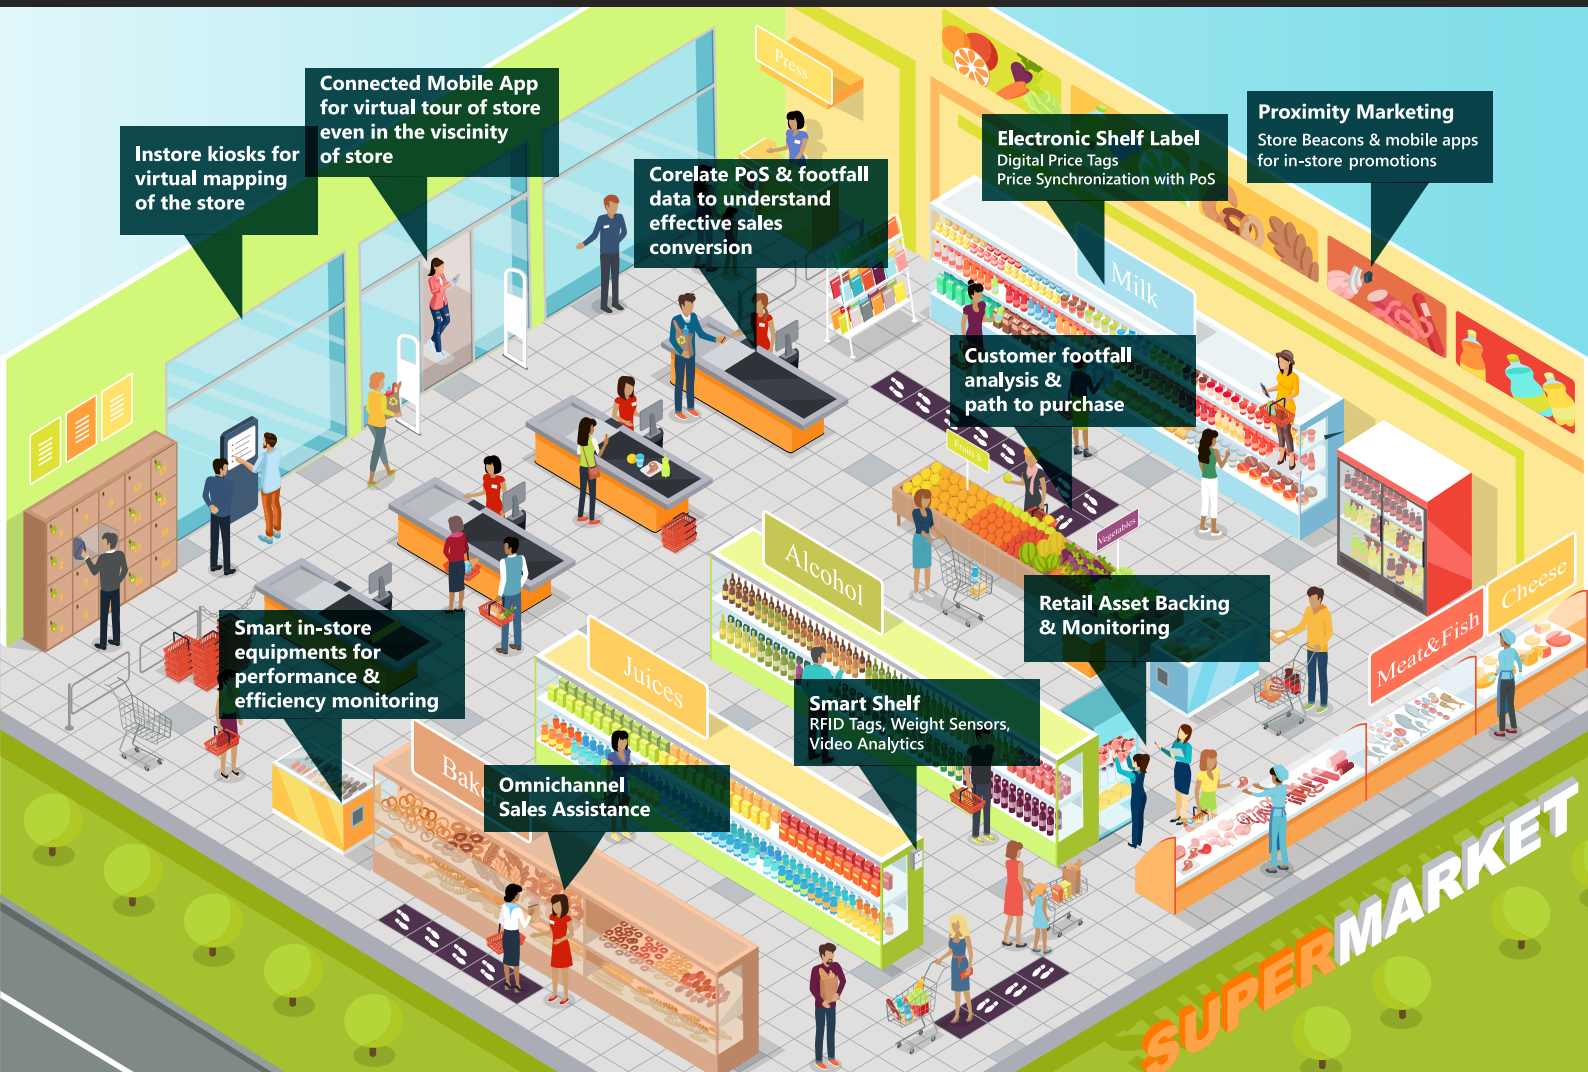 Press
Connected Mobile App
for virtual tour of store
even in the viscinity
of store
Instore kiosks for
virtual mapping
of the store
Corelate PoS & footfall
data to understand
effective sales
conversion
Electronic Shelf Label
Digital Price Tags
Price Synchronization with PoS
Proximity Marketing
Store Beacons & mobile apps
for in-store promotions
Milk
Customer footfall
analysis &
path to purchase
Vegetables
Alcohol
Juices
Retail Asset Backing
& Monitoring
Meat&Fish
Cheese
Smart in-store
equipments for
performance &
efficiency monitoring
Smart Shelf
RFID Tags, Weight Sensors,
Video Analytics
Omnichannel
Sales Assistance
SUPERMARKET